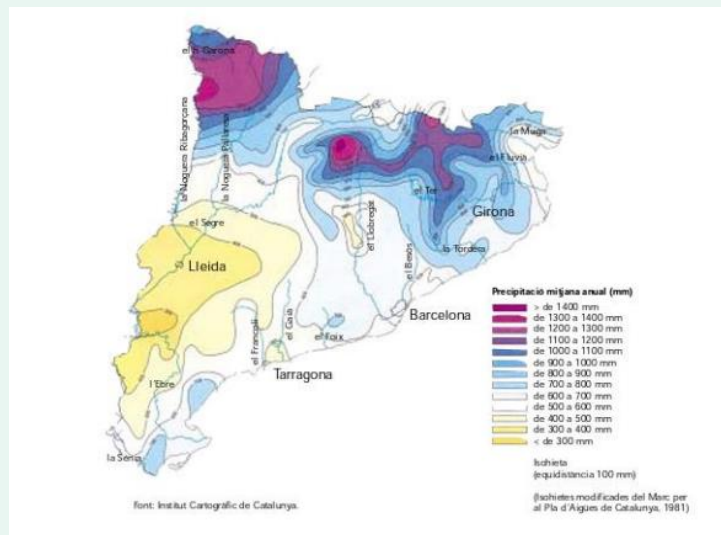 el la Garona
la Noguera Ribagorçana
la Noguera Pallaresa
la Muga
el Fluvià
el Ter
Girona
el Segre
el Llobregat
la Tordera
Lleida
el Besòs
Barcelona
el Gaià
el Francolí
el Foix
Tarragona
l'Ebre
la Sénia
Precipitació mitjana anual (mm)
> de 1400 mm
de 1300 a 1400 mm
de 1200 a 1300 mm
de 1100 a 1200 mm
de 1000 a 1100 mm
de 900 a 1000 mm
de 800 a 900 mm
de 700 a 800 mm
de 600 a 700 mm
de 500 a 600 mm
de 400 a 500 mm
de 300 a 400 mm
< de 300 mm
Isohieta
(equidistància 100 mm)
(Isohietes modificades del Marc per
al Pla d'Aigües de Catalunya, 1981)
Font: Institut Cartogràfic de Catalunya.